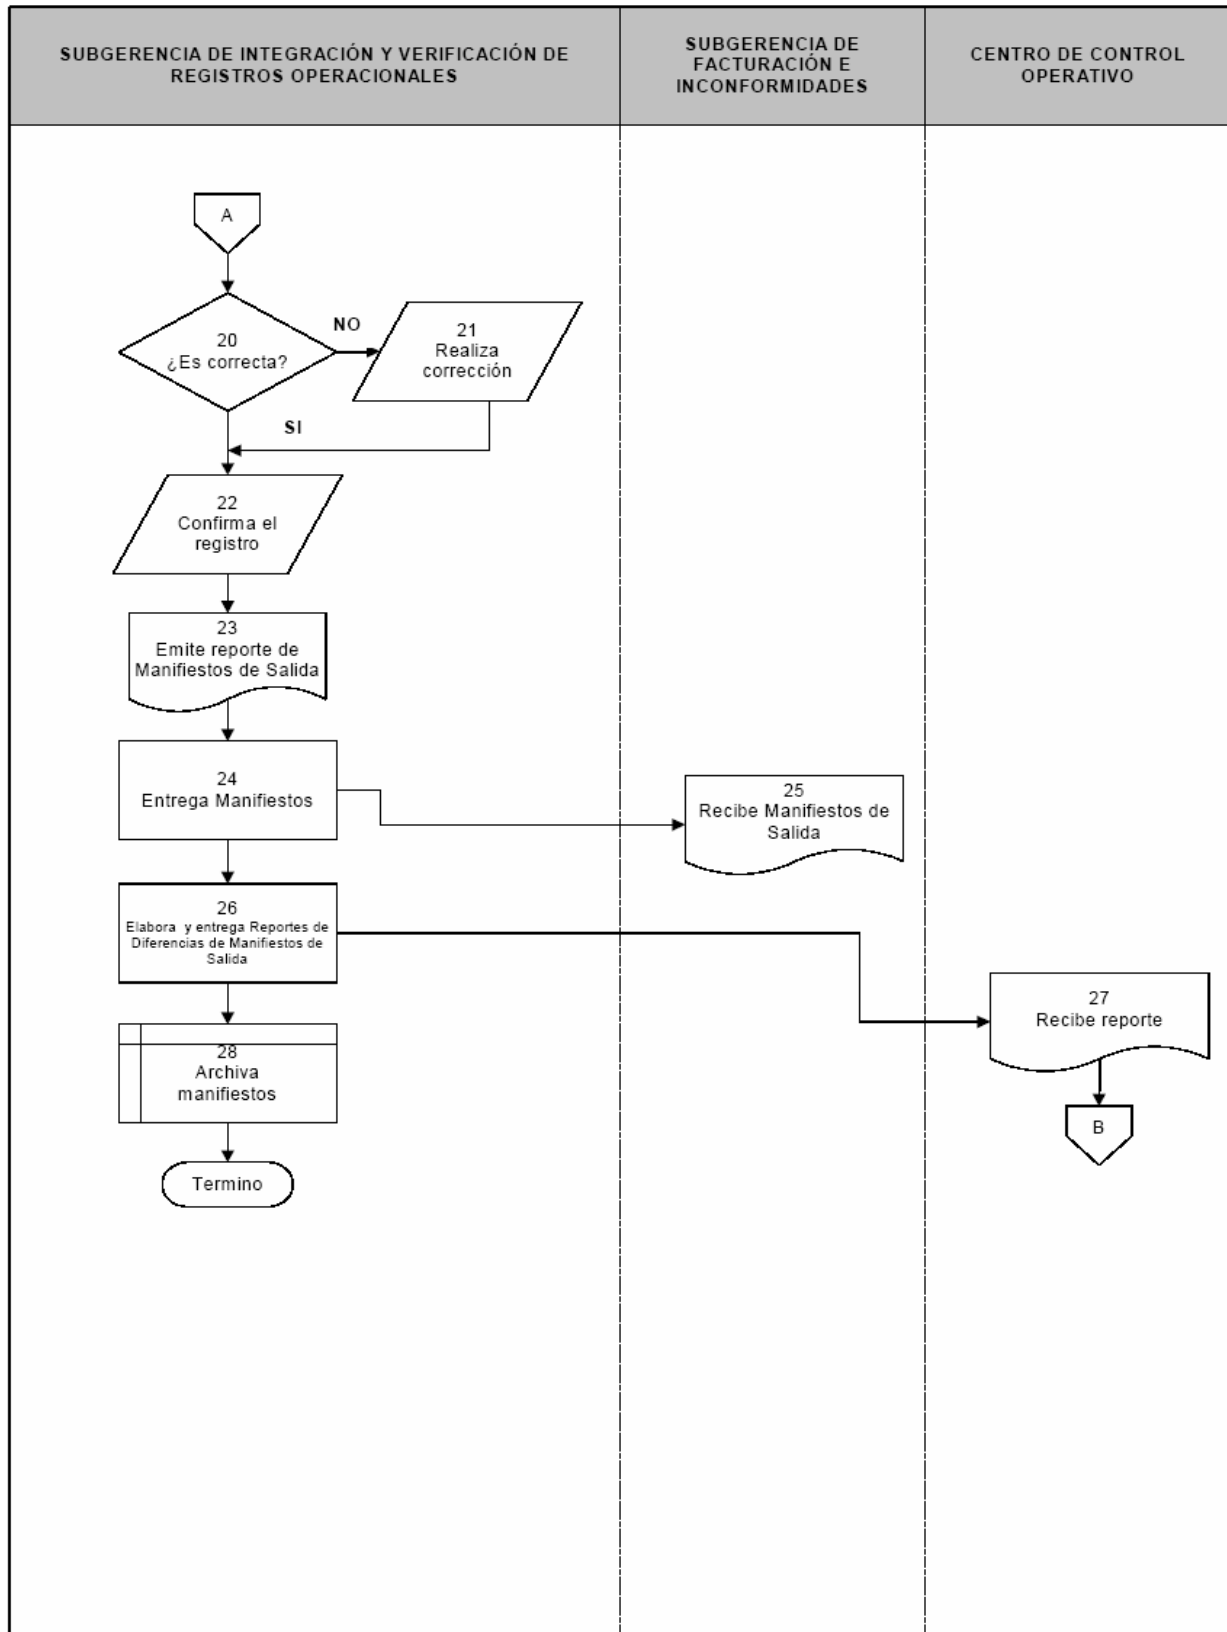 SUBGERENCIA DE INTEGRACIÓN Y VERIFICACIÓN DE
REGISTROS OPERACIONALES
SUBGERENCIA DE
FACTURACIÓN E
INCONFORMIDADES
CENTRO DE CONTROL
OPERATIVO
A
20
¿Es correcta?
NO
21
Realiza
corrección
SI
22
Confirma el
registro
23
Emite reporte de
Manifiestos de Salida
24
Entrega Manifiestos
25
Recibe Manifiestos de
Salida
26
Elabora y entrega Reportes de
Diferencias de Manifiestos de
Salida
27
Recibe reporte
28
Archiva
manifiestos
B
Termino